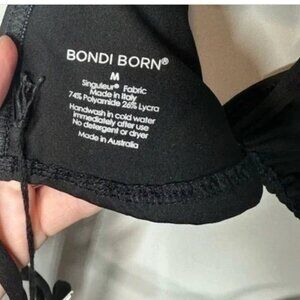 BONDI BORN®
M
Singuleur® Fabric
Made in Italy
74% Polyamide 26% Lycra
Handwash in cold water
immediately after use
No detergent or dryer
Made in Australia